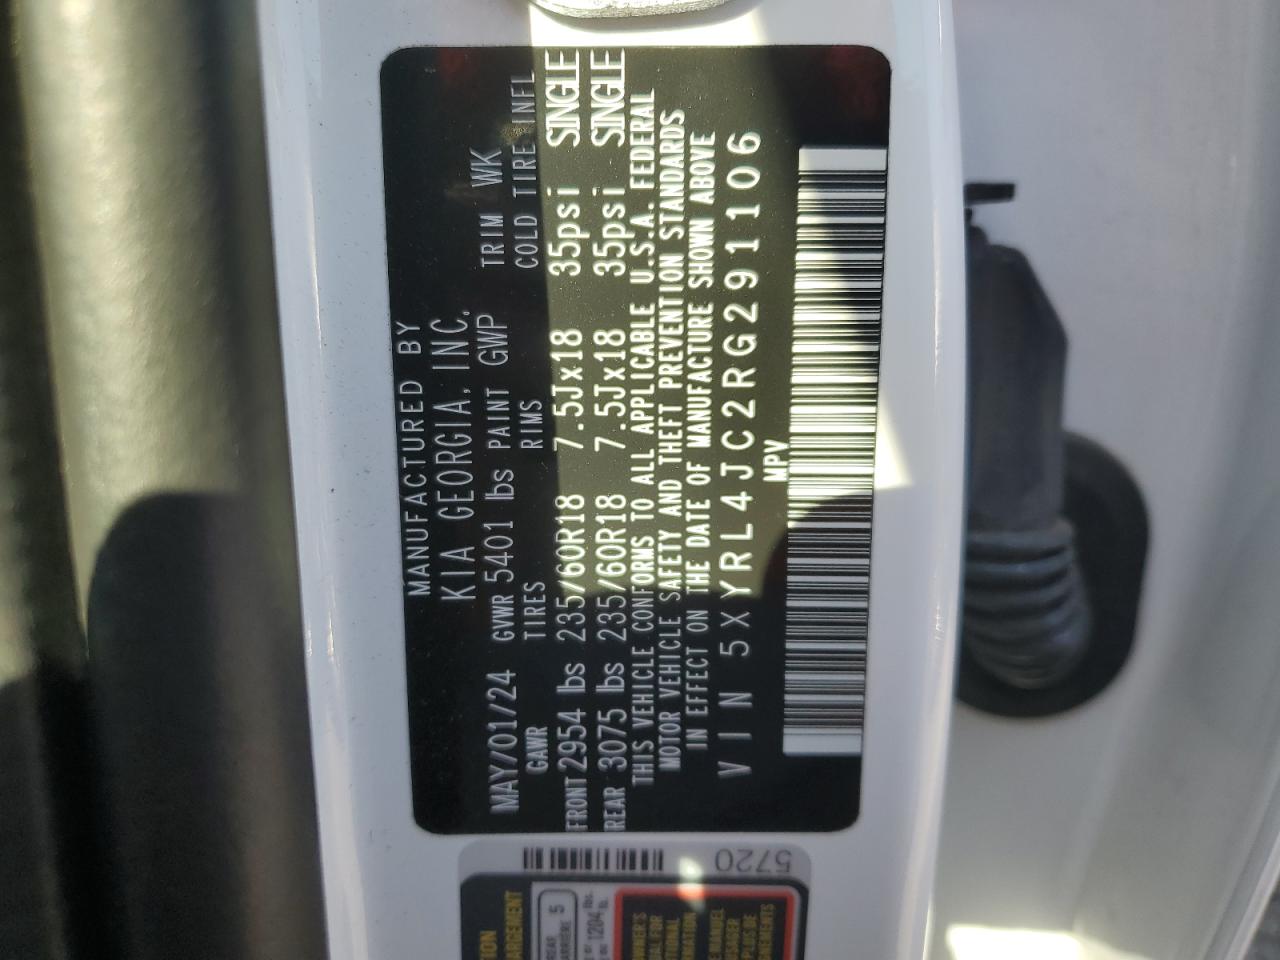 MANUFACTURED BY
KIA GEORGIA, INC.
MAY/01/24 GVWR 5401 lbs PAINT GWP TRIM WK
GAWR TIRES RIMS COLD TIRE INFL
FRONT 2954 lbs 235/60R18 7.5Jx18 35psi SINGLE
REAR 3075 lbs 235/60R18 7.5Jx18 35psi SINGLE
THIS VEHICLE CONFORMS TO ALL APPLICABLE U.S.A. FEDERAL
MOTOR VEHICLE SAFETY AND THEFT PREVENTION STANDARDS
IN EFFECT ON THE DATE OF MANUFACTURE SHOWN ABOVE
VIN 5XYRL4JC2RG291106
MPV
5720
5
1204